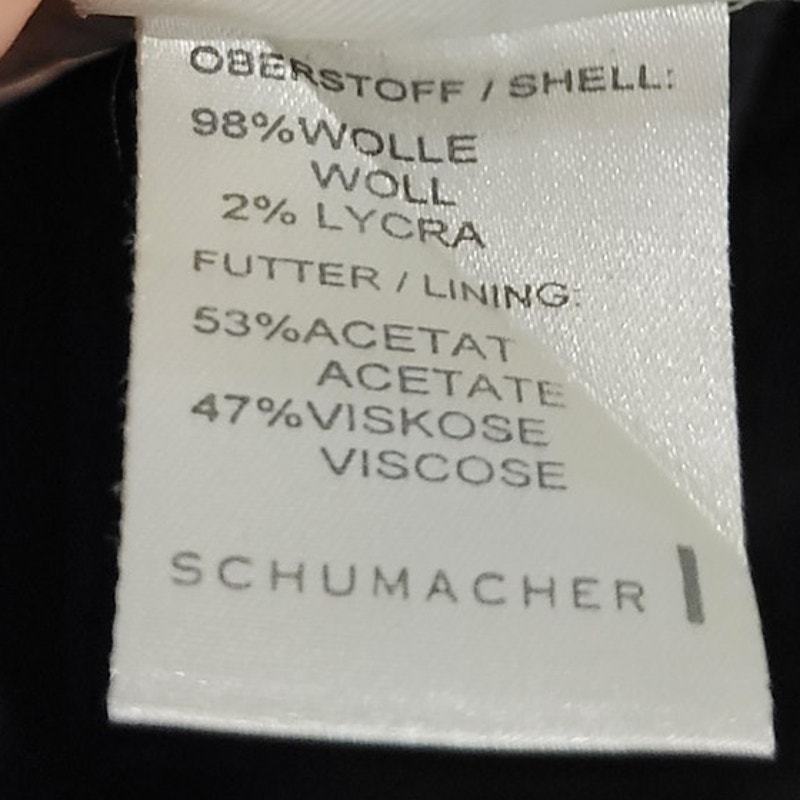 OBERSTOFF / SHELL:
98%WOLLE
WOLL
2% LYCRA
FUTTER / LINING:
53%ACETAT
ACETATE
47%VISKOSE
VISCOSE
SCHUMACHER